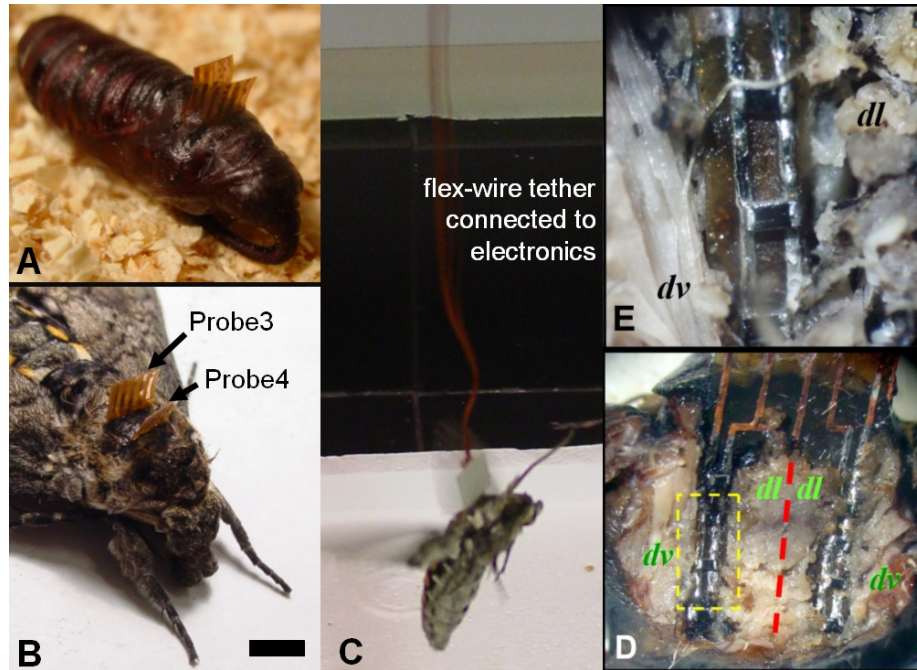 A
Probe3
Probe4
B
flex-wire tether
connected to
electronics
C
dl
dv
E
dl dl
dv
dv
D